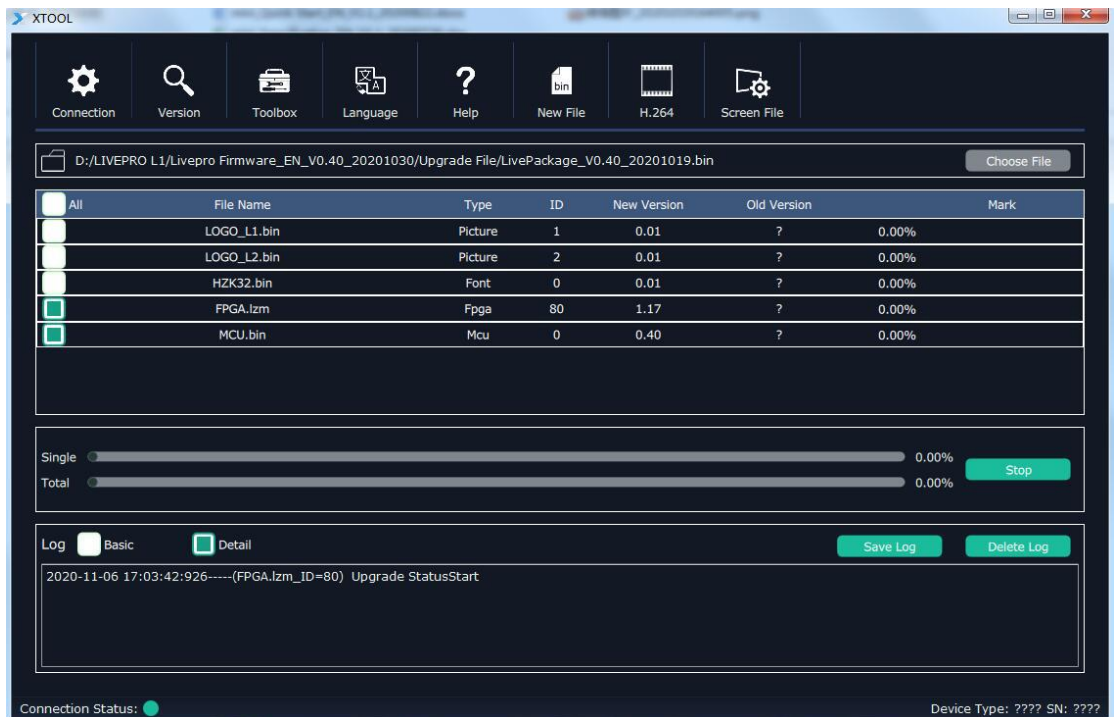 XTOOL
Connection Version Toolbox Language Help New File H.264 Screen File
bin
D:/LIVEPRO L1/Livepro Firmware_EN_V0.40_20201030/Upgrade File/LivePackage_V0.40_20201019.bin Choose File
All File Name Type ID New Version Old Version Mark
LOGO_L1.bin Picture 1 0.01 ? 0.00%
LOGO_L2.bin Picture 2 0.01 ? 0.00%
HZK32.bin Font 0 0.01 ? 0.00%
FPGA.lzm Fpga 80 1.17 ? 0.00%
MCU.bin Mcu 0 0.40 ? 0.00%
Single 0.00%
Stop
Total 0.00%
Log Basic Detail Save Log Delete Log
2020-11-06 17:03:42:926-----(FPGA.lzm_ID=80) Upgrade StatusStart
Connection Status: Device Type: ???? SN: ????